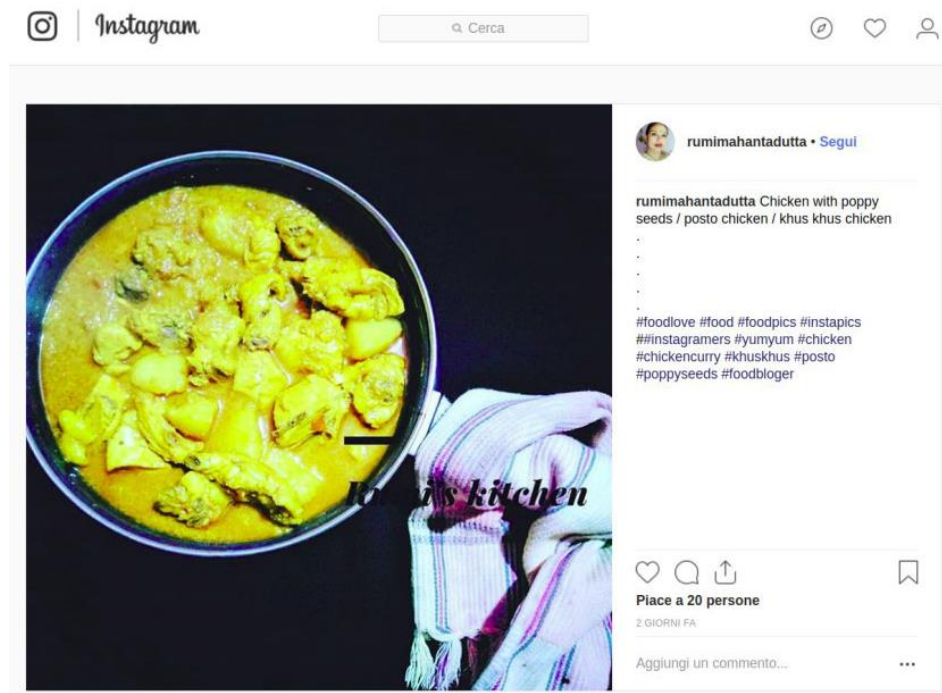 Instagram
Cerca
rumimahantadutta • Segui
rumimahantadutta Chicken with poppy
seeds / posto chicken / khus khus chicken
.
.
.
.
.
#foodlove #food #foodpics #instapics
##instagramers #yumyum #chicken
#chickencurry #khuskhus #posto
#poppyseeds #foodbloger
Rumi's kitchen
Piace a 20 persone
2 GIORNI FA
Aggiungi un commento...